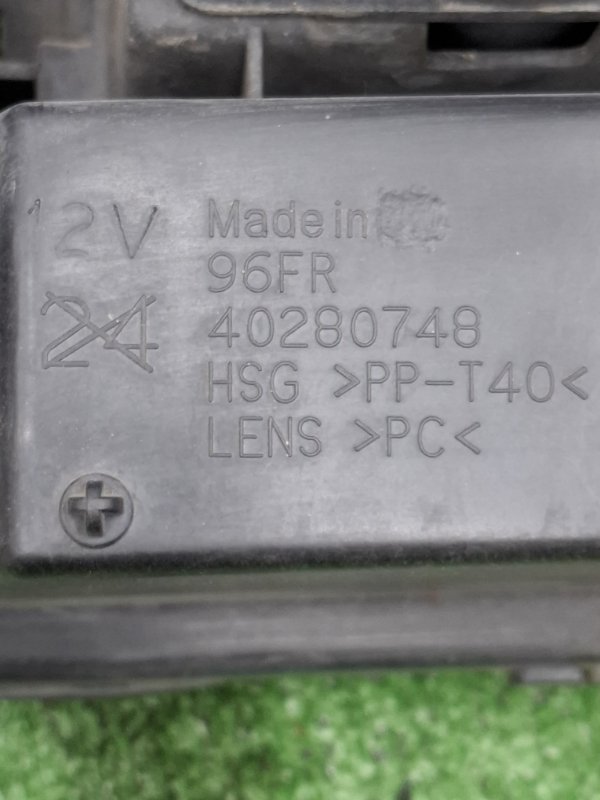 12V
24
Made in
96FR
40280748
HSG >PP-T40<
LENS >PC<